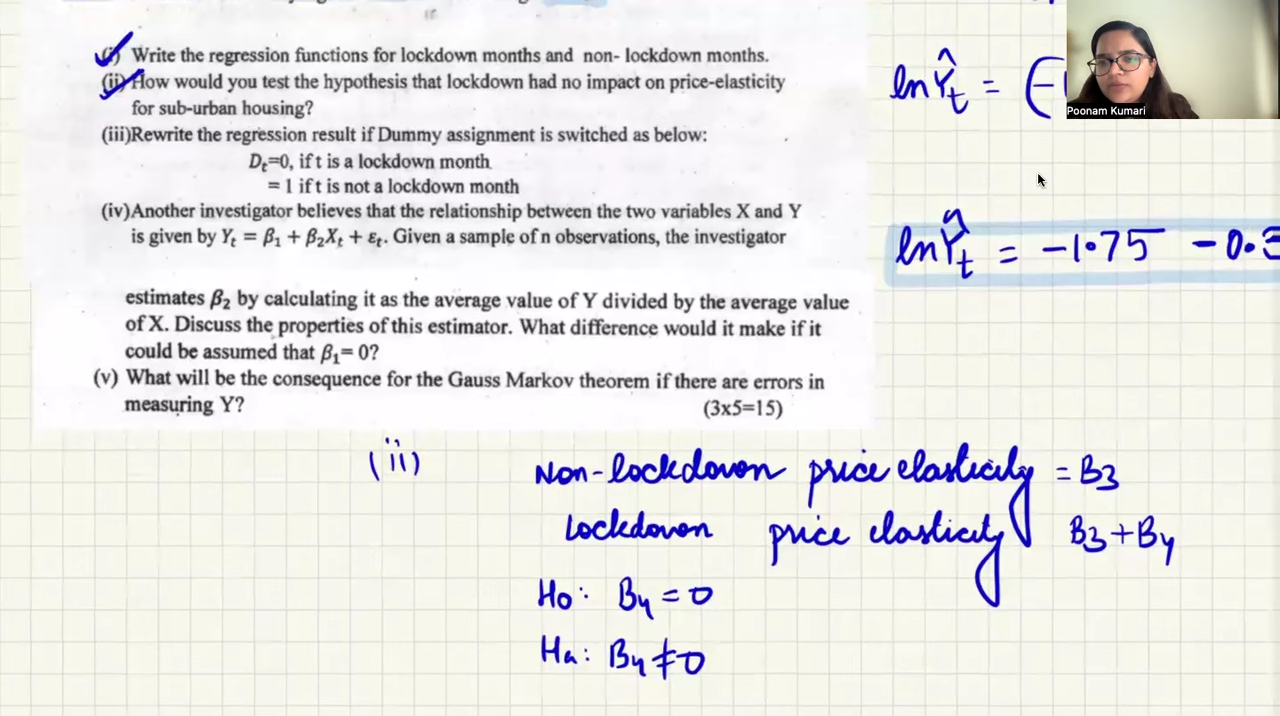 (i) Write the regression functions for lockdown months and non- lockdown months.
(ii) How would you test the hypothesis that lockdown had no impact on price-elasticity
for sub-urban housing?
(iii)Rewrite the regression result if Dummy assignment is switched as below:
Dₜ=0, if t is a lockdown month
= 1 if t is not a lockdown month
(iv)Another investigator believes that the relationship between the two variables X and Y
is given by Yₜ = β₁ + β₂Xₜ + εₜ. Given a sample of n observations, the investigator
estimates β₂ by calculating it as the average value of Y divided by the average value
of X. Discuss the properties of this estimator. What difference would it make if it
could be assumed that β₁= 0?
(v) What will be the consequence for the Gauss Markov theorem if there are errors in
measuring Y?
(3x5=15)
ln Ŷₜ = (
Poonam Kumari
ln Ŷₜ = -1.75 -0.3
(ii)
Non-lockdown price elasticity = B3
Lockdown price elasticity B3+B4
Ho: B4 = 0
Ha: B4 ≠ 0